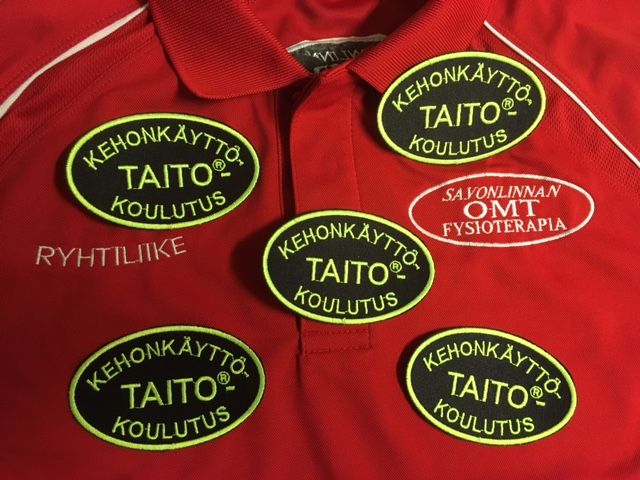 KEHONKÄYTTÖ-
TAITO®-
KOULUTUS
KEHONKÄYTTÖ-
TAITO®-
KOULUTUS
SAVONLINNAN
OMT
FYSIOTERAPIA
RYHTILIIKE
KEHONKÄYTTÖ-
TAITO®-
KOULUTUS
KEHONKÄYTTÖ-
TAITO®-
KOULUTUS
KEHONKÄYTTÖ-
TAITO®-
KOULUTUS